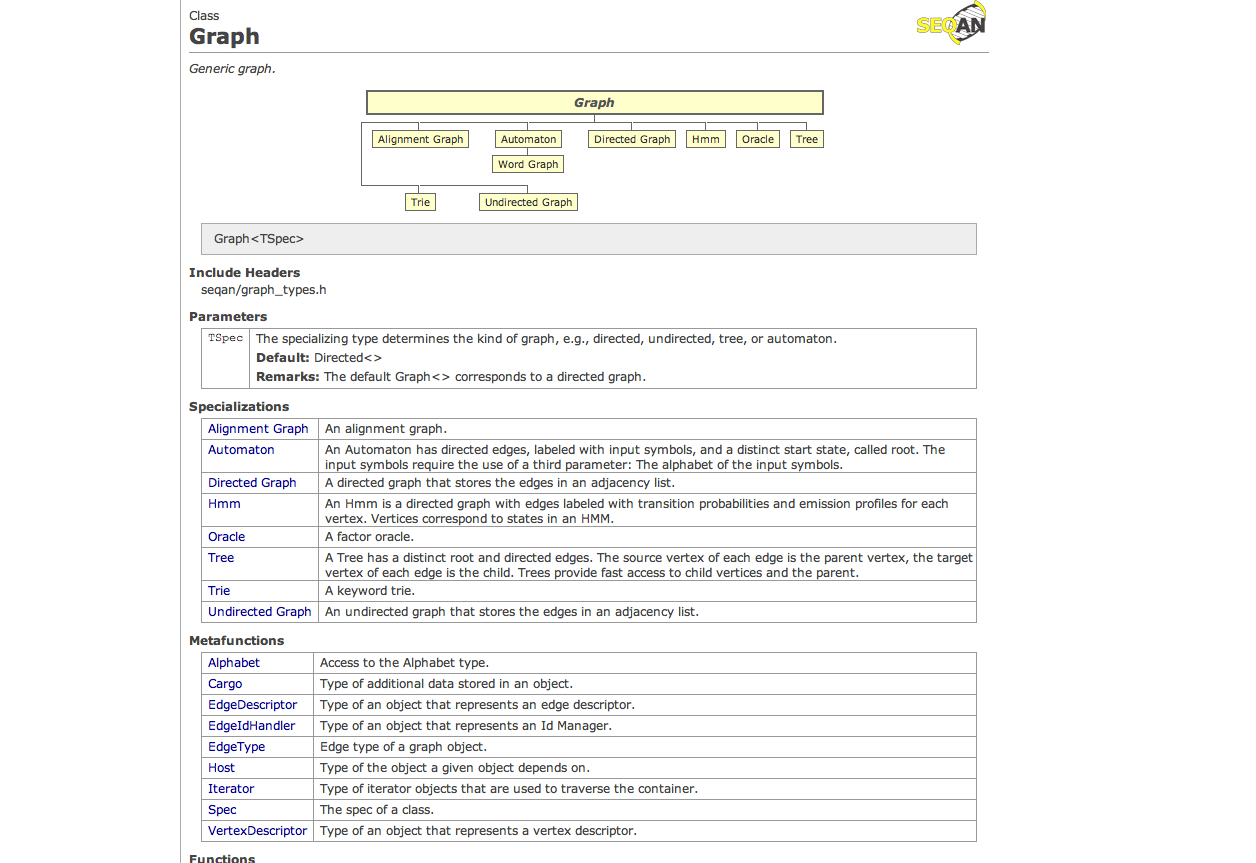 Class
Graph
SEQAN
Generic graph.
Graph
Alignment Graph Automaton Directed Graph Hmm Oracle Tree
Word Graph
Trie Undirected Graph
Graph<TSpec>
Include Headers
seqan/graph_types.h
Parameters
TSpec The specializing type determines the kind of graph, e.g., directed, undirected, tree, or automaton.
Default: Directed<>
Remarks: The default Graph<> corresponds to a directed graph.
Specializations
Alignment Graph An alignment graph.
Automaton An Automaton has directed edges, labeled with input symbols, and a distinct start state, called root. The
input symbols require the use of a third parameter: The alphabet of the input symbols.
Directed Graph A directed graph that stores the edges in an adjacency list.
Hmm An Hmm is a directed graph with edges labeled with transition probabilities and emission profiles for each
vertex. Vertices correspond to states in an HMM.
Oracle A factor oracle.
Tree A Tree has a distinct root and directed edges. The source vertex of each edge is the parent vertex, the target
vertex of each edge is the child. Trees provide fast access to child vertices and the parent.
Trie A keyword trie.
Undirected Graph An undirected graph that stores the edges in an adjacency list.
Metafunctions
Alphabet Access to the Alphabet type.
Cargo Type of additional data stored in an object.
EdgeDescriptor Type of an object that represents an edge descriptor.
EdgeIdHandler Type of an object that represents an Id Manager.
EdgeType Edge type of a graph object.
Host Type of the object a given object depends on.
Iterator Type of iterator objects that are used to traverse the container.
Spec The spec of a class.
VertexDescriptor Type of an object that represents a vertex descriptor.
Functions